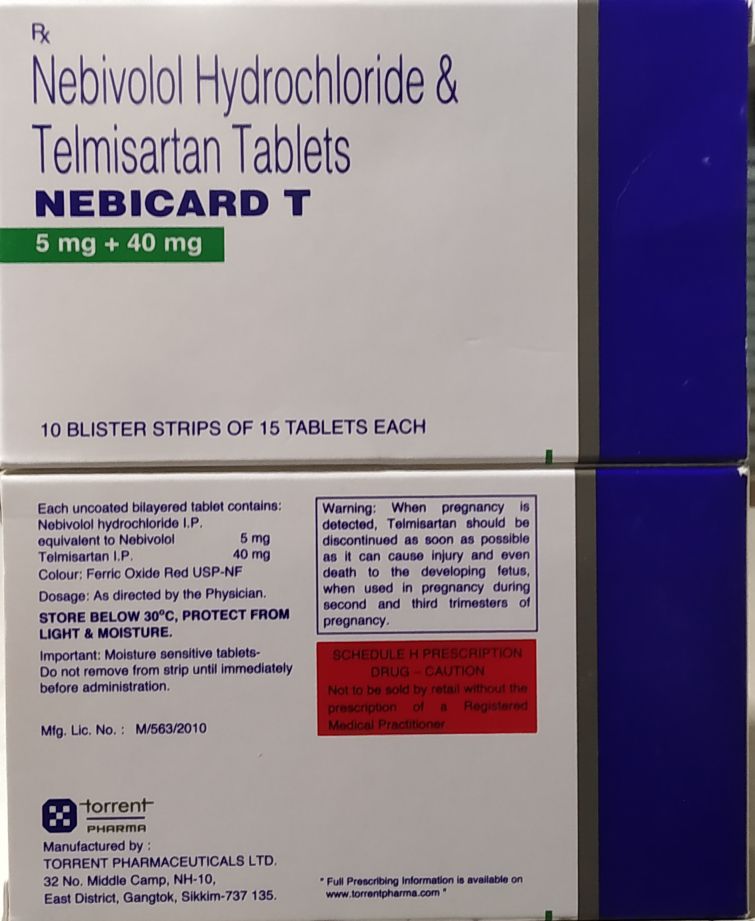 Rx
Nebivolol Hydrochloride &
Telmisartan Tablets
NEBICARD T
5 mg + 40 mg
10 BLISTER STRIPS OF 15 TABLETS EACH
Each uncoated bilayered tablet contains:
Nebivolol hydrochloride I.P.
equivalent to Nebivolol 5 mg
Telmisartan I.P. 40 mg
Colour: Ferric Oxide Red USP-NF
Dosage: As directed by the Physician.
STORE BELOW 30°C, PROTECT FROM
LIGHT & MOISTURE.
Important: Moisture sensitive tablets-
Do not remove from strip until immediately
before administration.
Mfg. Lic. No. : M/563/2010
torrent
PHARMA
Manufactured by :
TORRENT PHARMACEUTICALS LTD.
32 No. Middle Camp, NH-10,
East District, Gangtok, Sikkim-737 135.
Warning: When pregnancy is
detected, Telmisartan should be
discontinued as soon as possible
as it can cause injury and even
death to the developing fetus,
when used in pregnancy during
second and third trimesters of
pregnancy.
SCHEDULE H PRESCRIPTION
DRUG – CAUTION
Not to be sold by retail without the
prescription of a Registered
Medical Practitioner
" Full Prescribing Information is available on
www.torrentpharma.com "